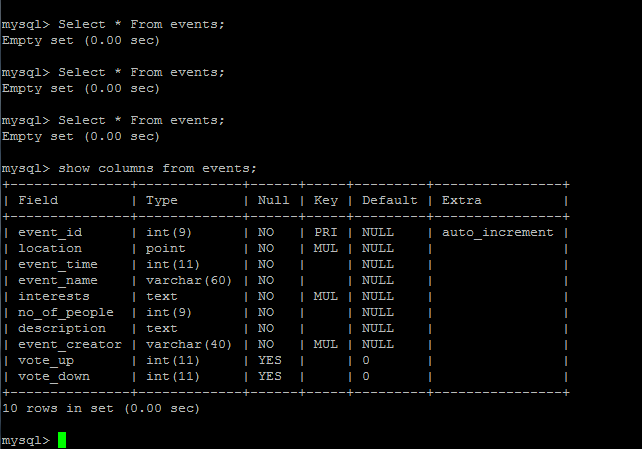 mysql> Select * From events;
Empty set (0.00 sec)
mysql> Select * From events;
Empty set (0.00 sec)
mysql> Select * From events;
Empty set (0.00 sec)
mysql> show columns from events;
+---------------+-------------+------+-----+---------+----------------+
| Field         | Type        | Null | Key | Default | Extra          |
+---------------+-------------+------+-----+---------+----------------+
| event_id      | int(9)      | NO   | PRI | NULL    | auto_increment |
| location      | point       | NO   | MUL | NULL    |                |
| event_time    | int(11)     | NO   |     | NULL    |                |
| event_name    | varchar(60) | NO   |     | NULL    |                |
| interests     | text        | NO   | MUL | NULL    |                |
| no_of_people  | int(9)      | NO   |     | NULL    |                |
| description   | text        | NO   |     | NULL    |                |
| event_creator | varchar(40) | NO   | MUL | NULL    |                |
| vote_up       | int(11)     | YES  |     | 0       |                |
| vote_down     | int(11)     | YES  |     | 0       |                |
+---------------+-------------+------+-----+---------+----------------+
10 rows in set (0.00 sec)
mysql>